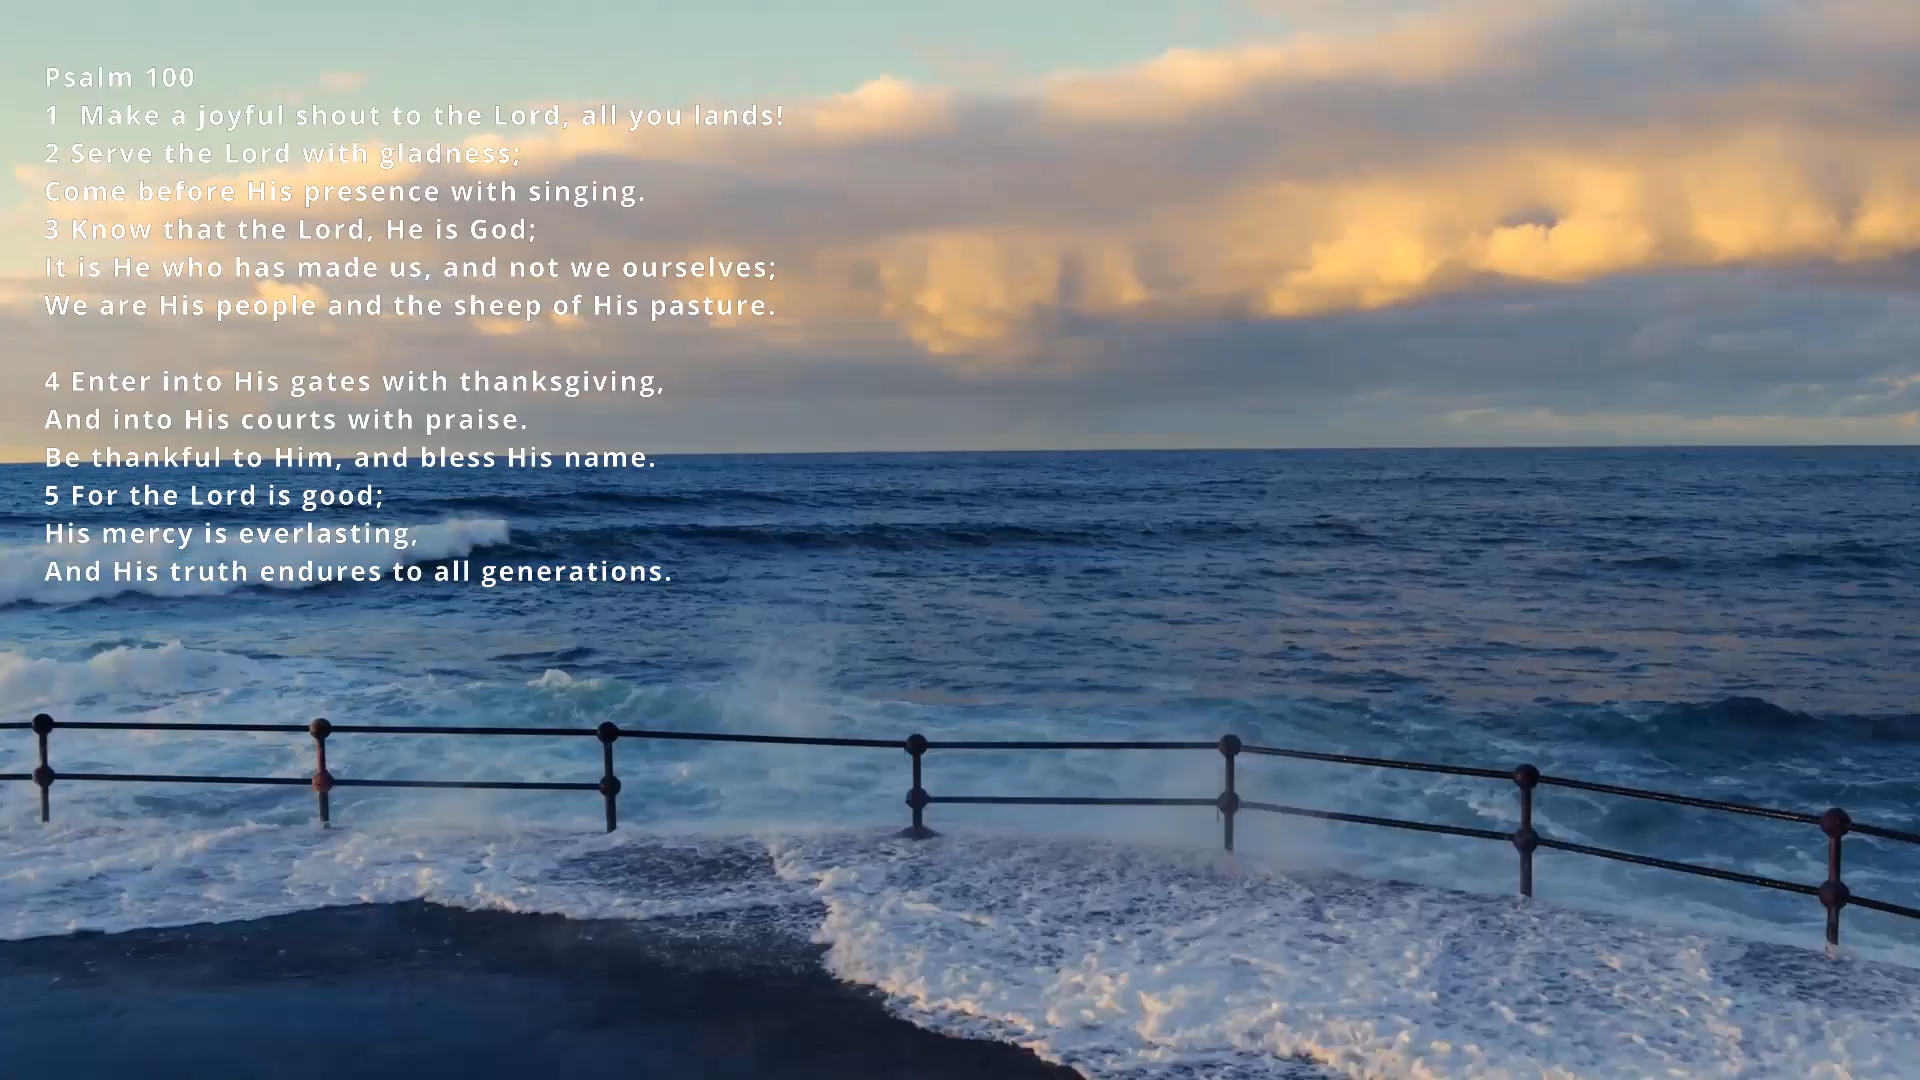 Psalm 100
1  Make a joyful shout to the Lord, all you lands!
2 Serve the Lord with gladness;
Come before His presence with singing.
3 Know that the Lord, He is God;
It is He who has made us, and not we ourselves;
We are His people and the sheep of His pasture.
4 Enter into His gates with thanksgiving,
And into His courts with praise.
Be thankful to Him, and bless His name.
5 For the Lord is good;
His mercy is everlasting,
And His truth endures to all generations.